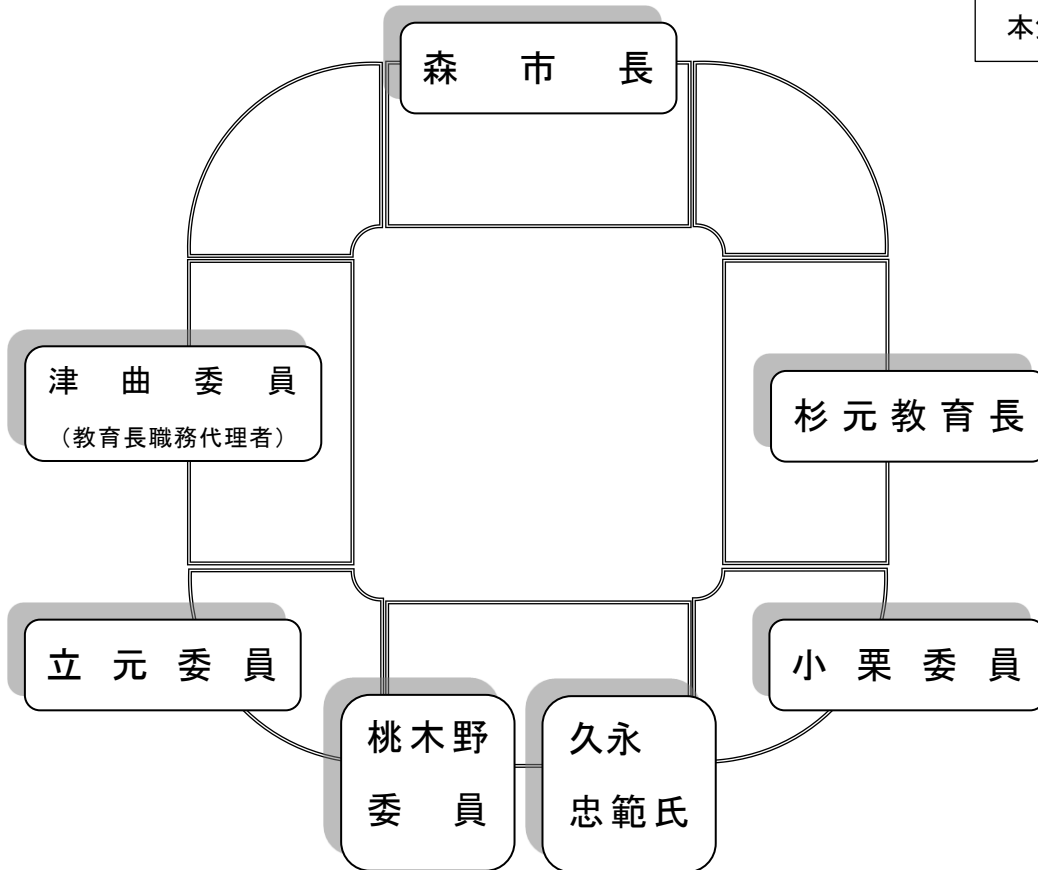 本
森市長
津曲委員
(教育長職務代理者)
杉元教育長
立元委員
小栗委員
桃木野
委員
久永
忠範氏